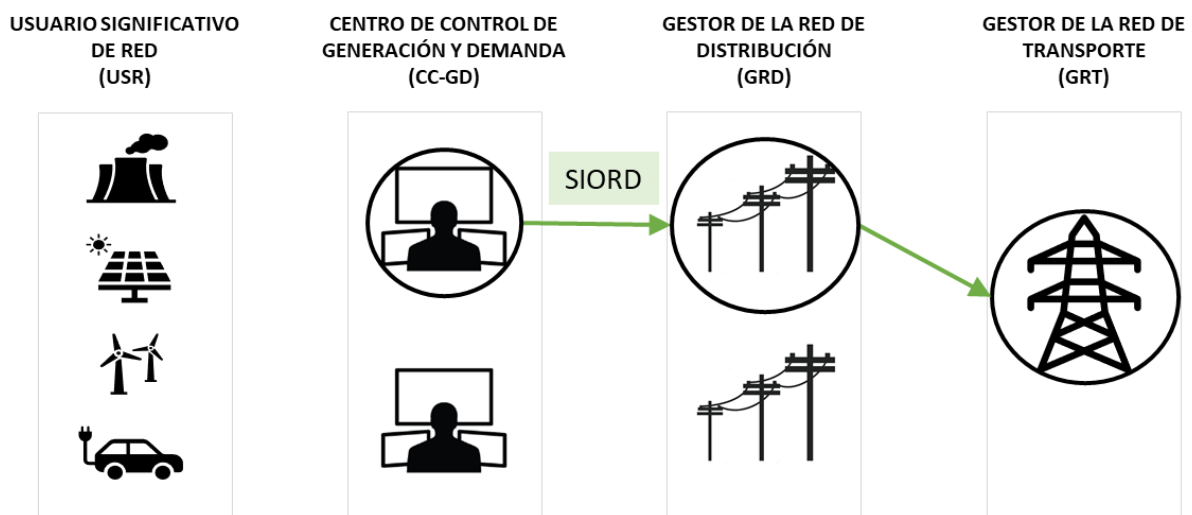 USUARIO SIGNIFICATIVO
DE RED
(USR)
CENTRO DE CONTROL DE
GENERACIÓN Y DEMANDA
(CC-GD)
GESTOR DE LA RED DE
DISTRIBUCIÓN
(GRD)
GESTOR DE LA RED DE
TRANSPORTE
(GRT)
SIORD